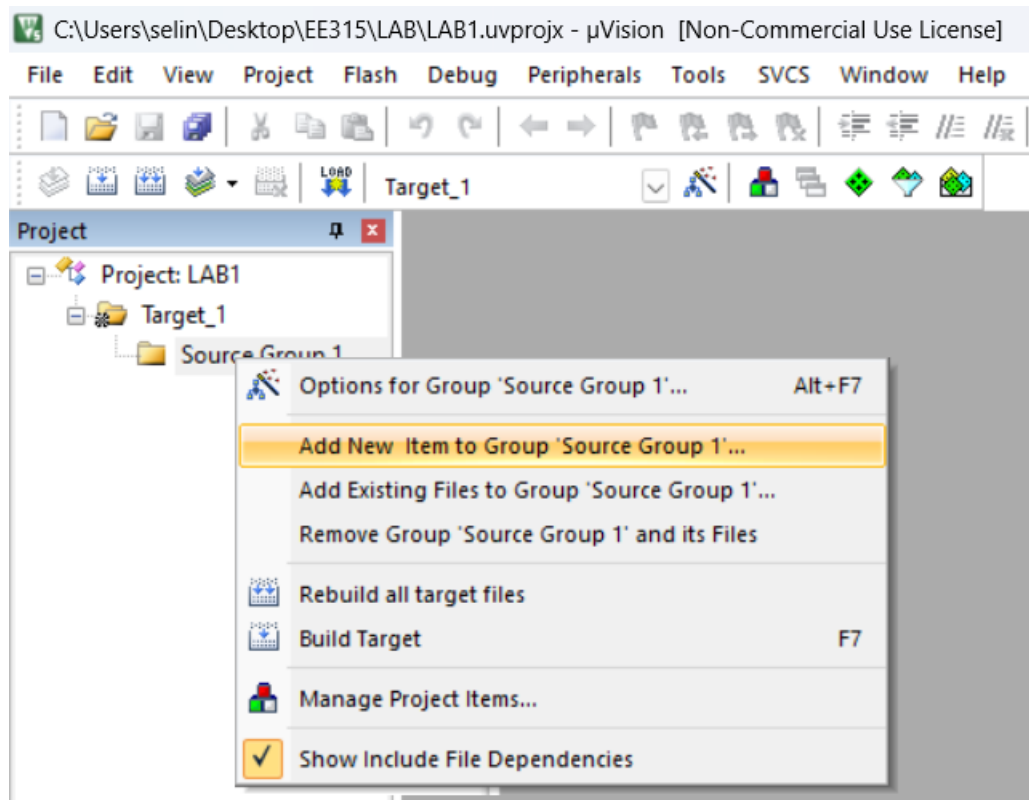 C:\Users\selin\Desktop\EE315\LAB\LAB1.uvprojx - µVision [Non-Commercial Use License]
File Edit View Project Flash Debug Peripherals Tools SVCS Window Help
LOAD Target_1
Project
Project: LAB1
Target_1
Source Group 1
Options for Group 'Source Group 1'... Alt+F7
Add New Item to Group 'Source Group 1'...
Add Existing Files to Group 'Source Group 1'...
Remove Group 'Source Group 1' and its Files
Rebuild all target files
Build Target F7
Manage Project Items...
Show Include File Dependencies